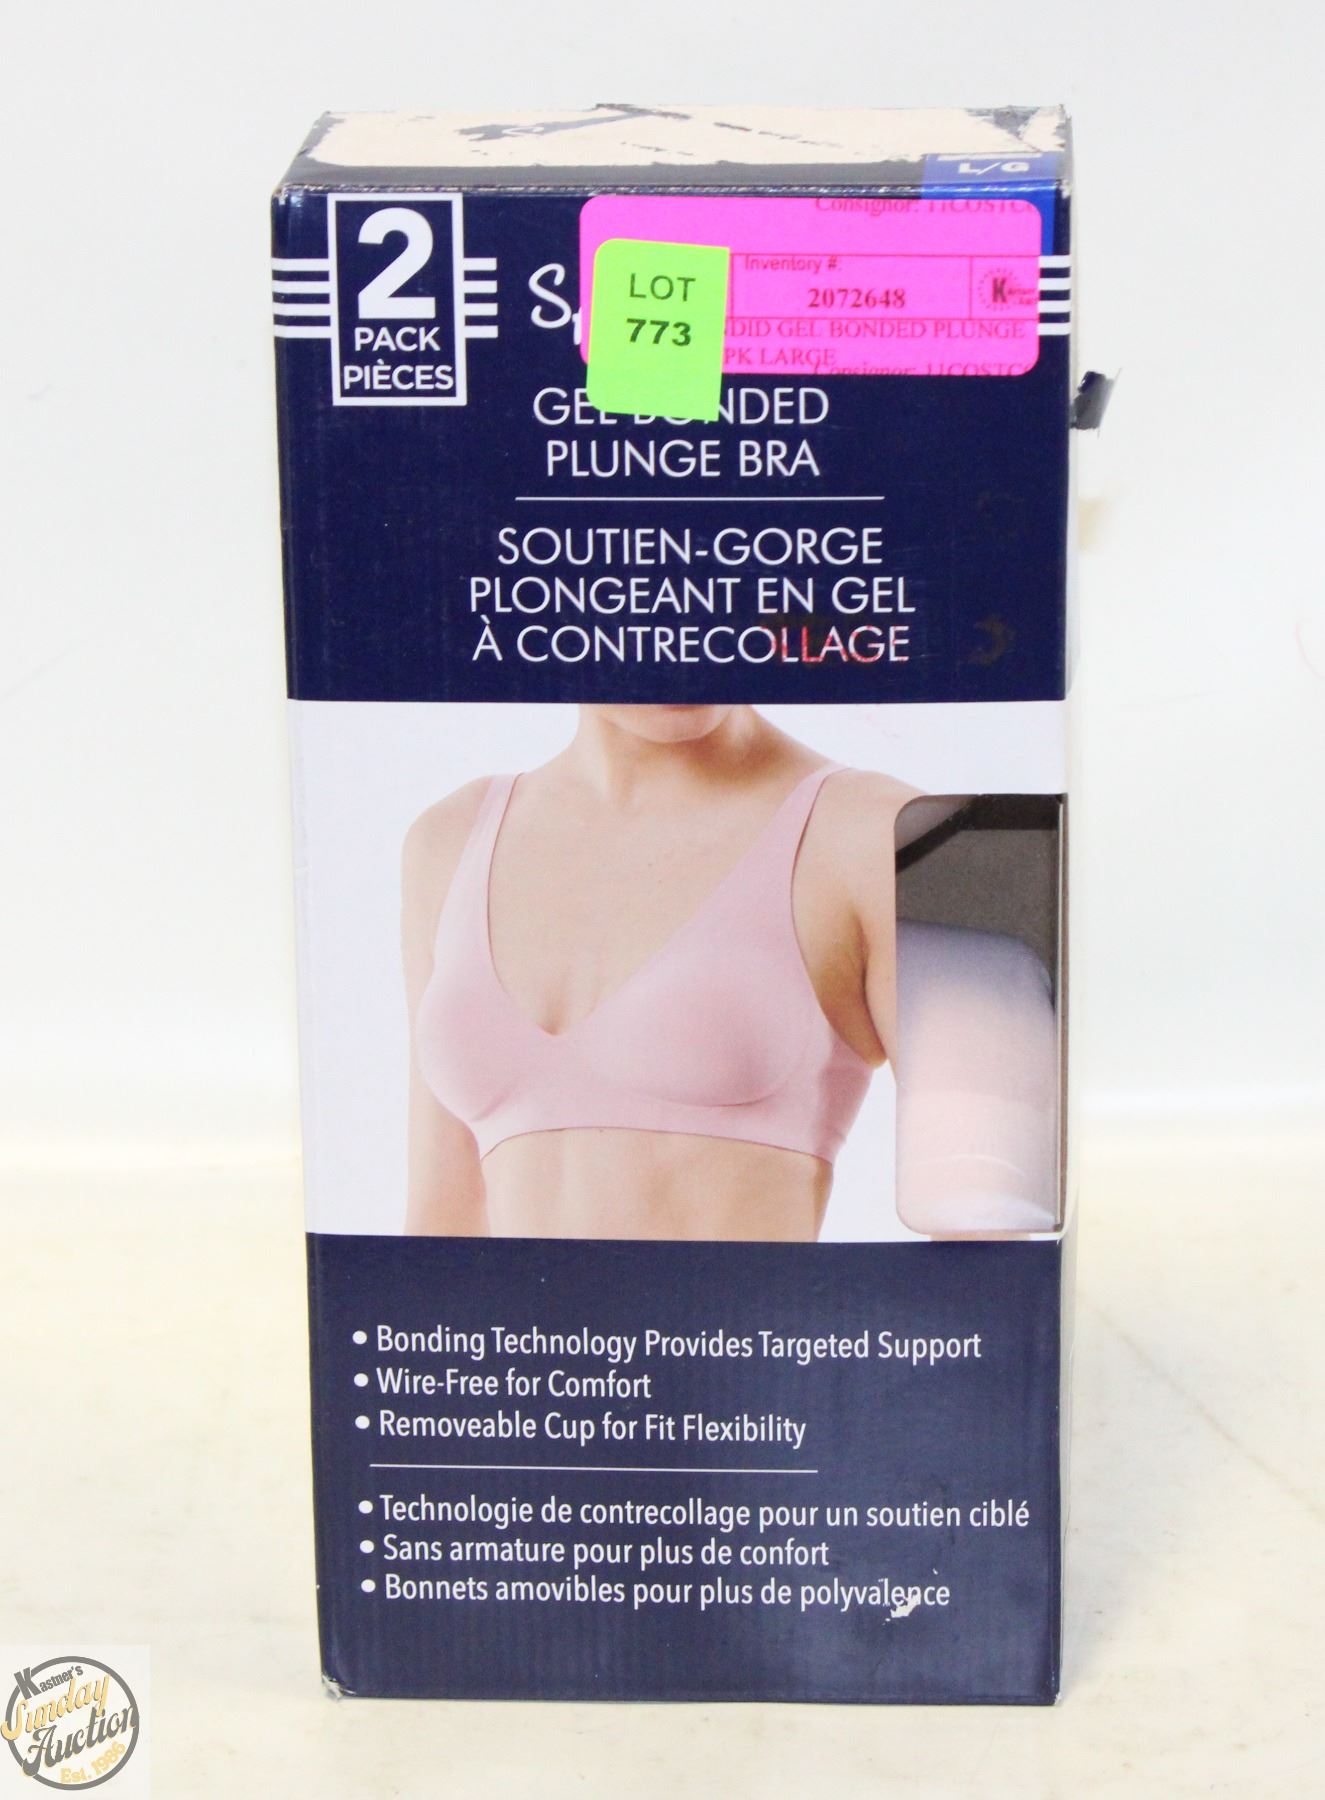 L/G
2
PACK
PIÈCES
Consignor: 11COSTCO
Inventory #:
2072648
LOT
773
GEL BONDED PLUNGE
PK LARGE
Consignor: 11COSTCO
GEL BONDED
PLUNGE BRA
SOUTIEN-GORGE
PLONGEANT EN GEL
À CONTRECOLLAGE
• Bonding Technology Provides Targeted Support
• Wire-Free for Comfort
• Removeable Cup for Fit Flexibility
• Technologie de contrecollage pour un soutien ciblé
• Sans armature pour plus de confort
• Bonnets amovibles pour plus de polyvalence
Kastner's
Sunday
Auction
Est. 1986